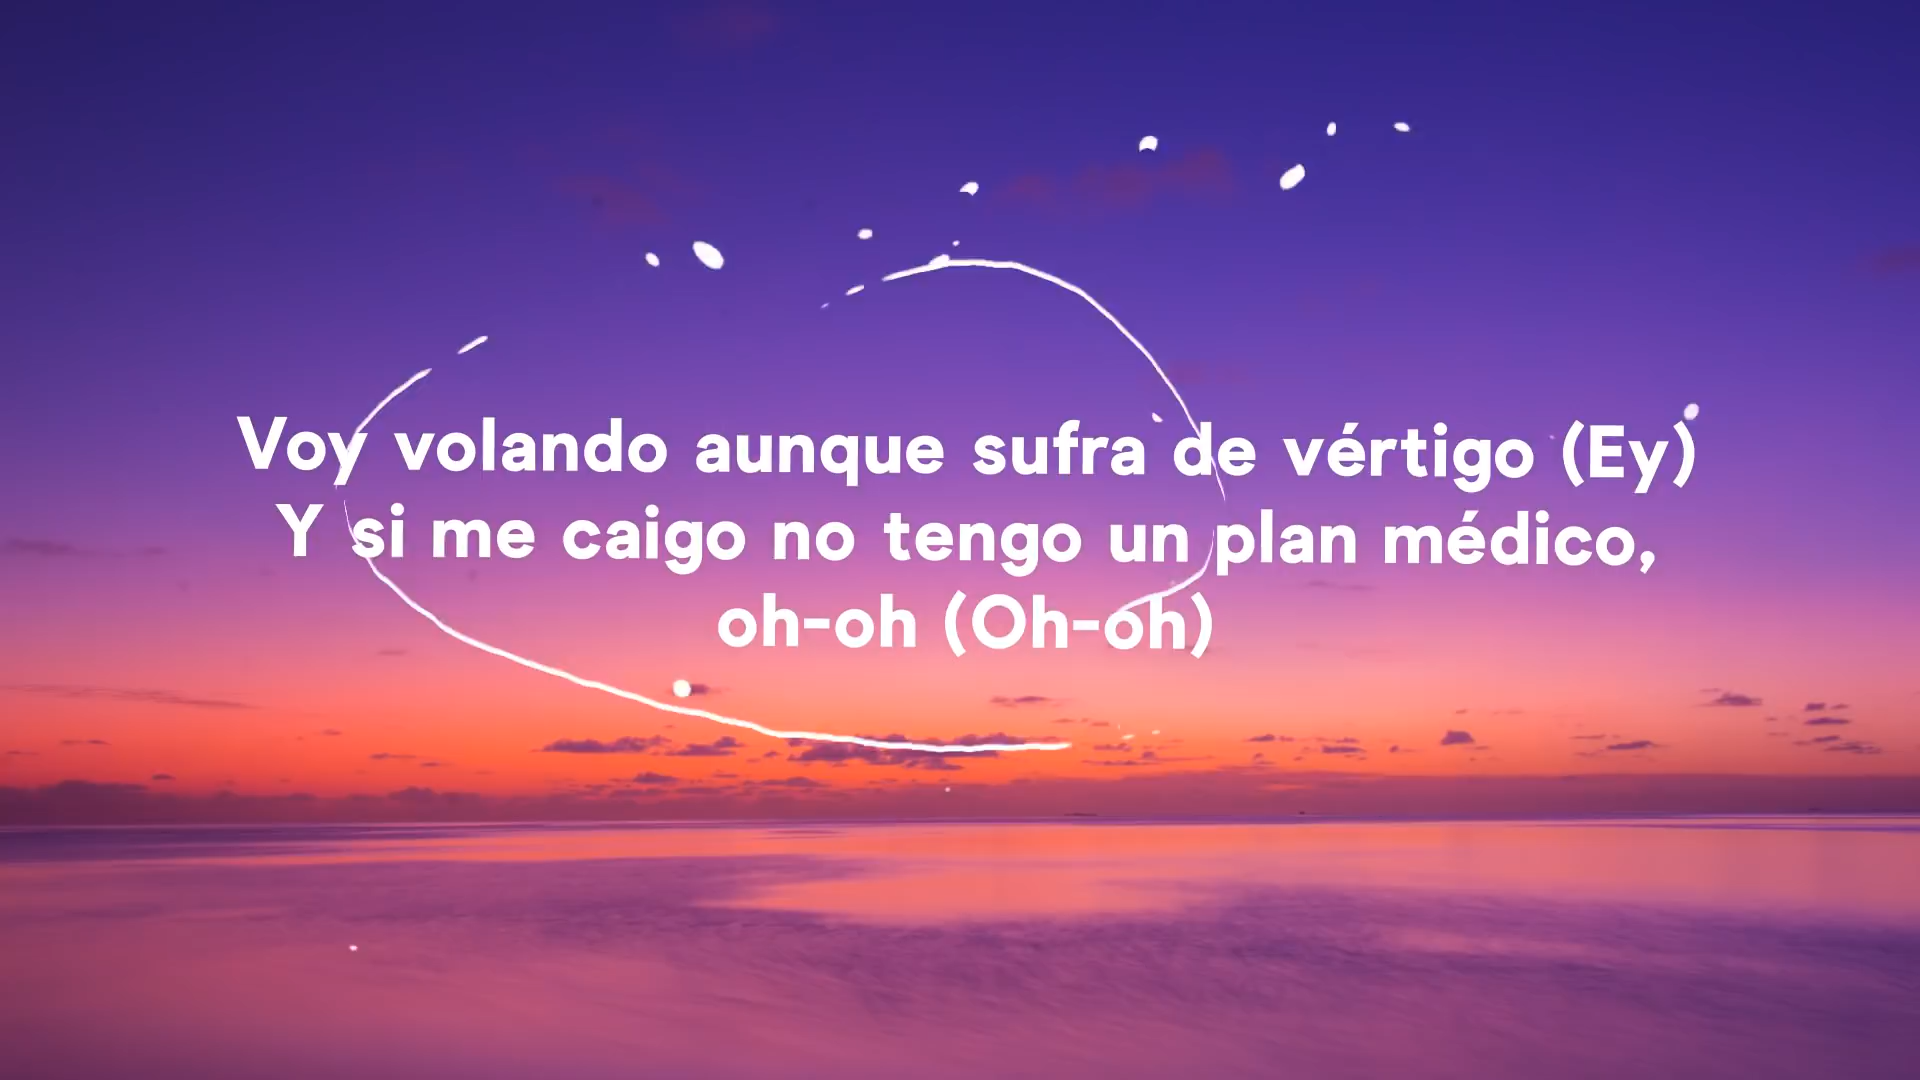 Voy volando aunque sufra de vértigo (Ey)
Y si me caigo no tengo un plan médico,
oh-oh (Oh-oh)